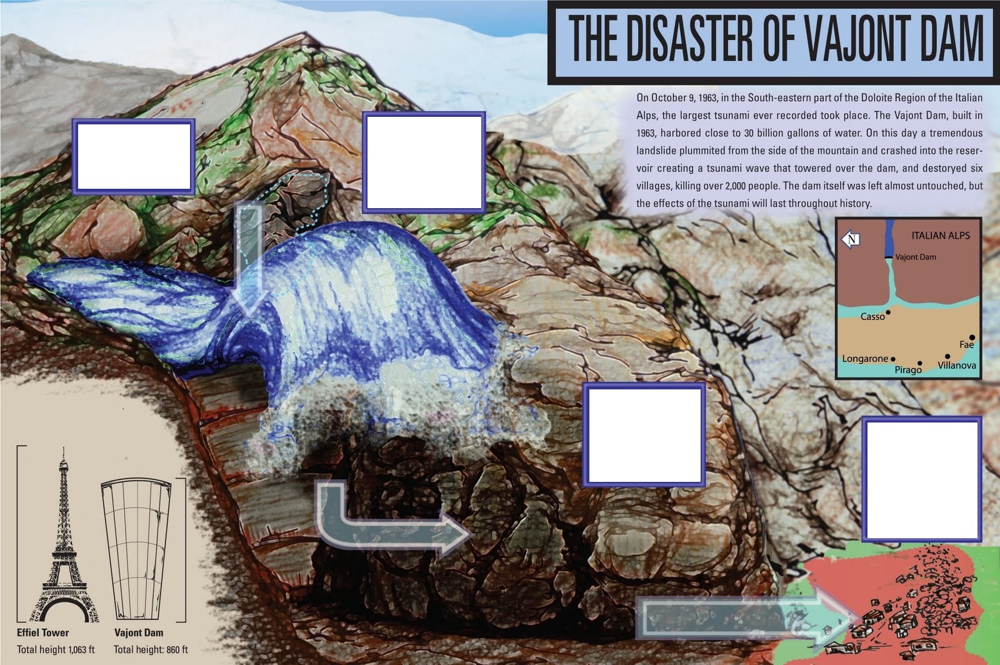 THE DISASTER OF VAJONT DAM
On October 9, 1963, in the South-eastern part of the Doloite Region of the Italian
Alps, the largest tsunami ever recorded took place. The Vajont Dam, built in
1963, harbored close to 30 billion gallons of water. On this day a tremendous
landslide plummited from the side of the mountain and crashed into the reser-
voir creating a tsunami wave that towered over the dam, and destoryed six
villages, killing over 2,000 people. The dam itself was left almost untouched, but
the effects of the tsunami will last throughout history.
N
ITALIAN ALPS
Vajont Dam
Casso
Fae
Longarone
Pirago
Villanova
Effiel Tower
Total height 1,063 ft
Vajont Dam
Total height: 860 ft